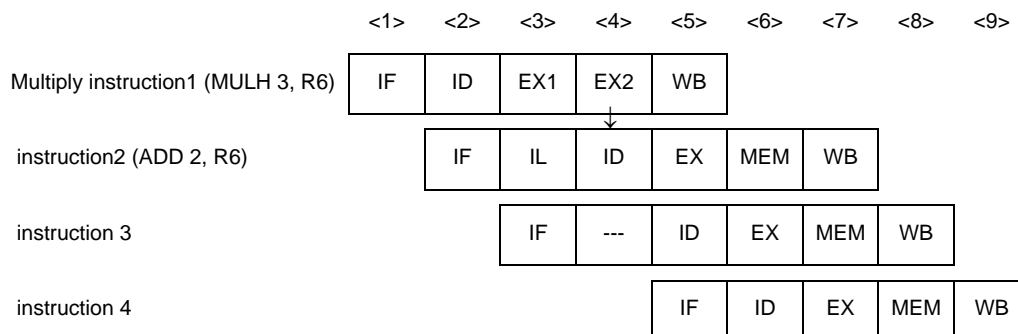 <1> <2> <3> <4> <5> <6> <7> <8> <9>
Multiply instruction1 (MULH 3, R6) IF ID EX1 EX2 WB
instruction2 (ADD 2, R6) IF IL ID EX MEM WB
instruction 3 IF --- ID EX MEM WB
instruction 4 IF ID EX MEM WB